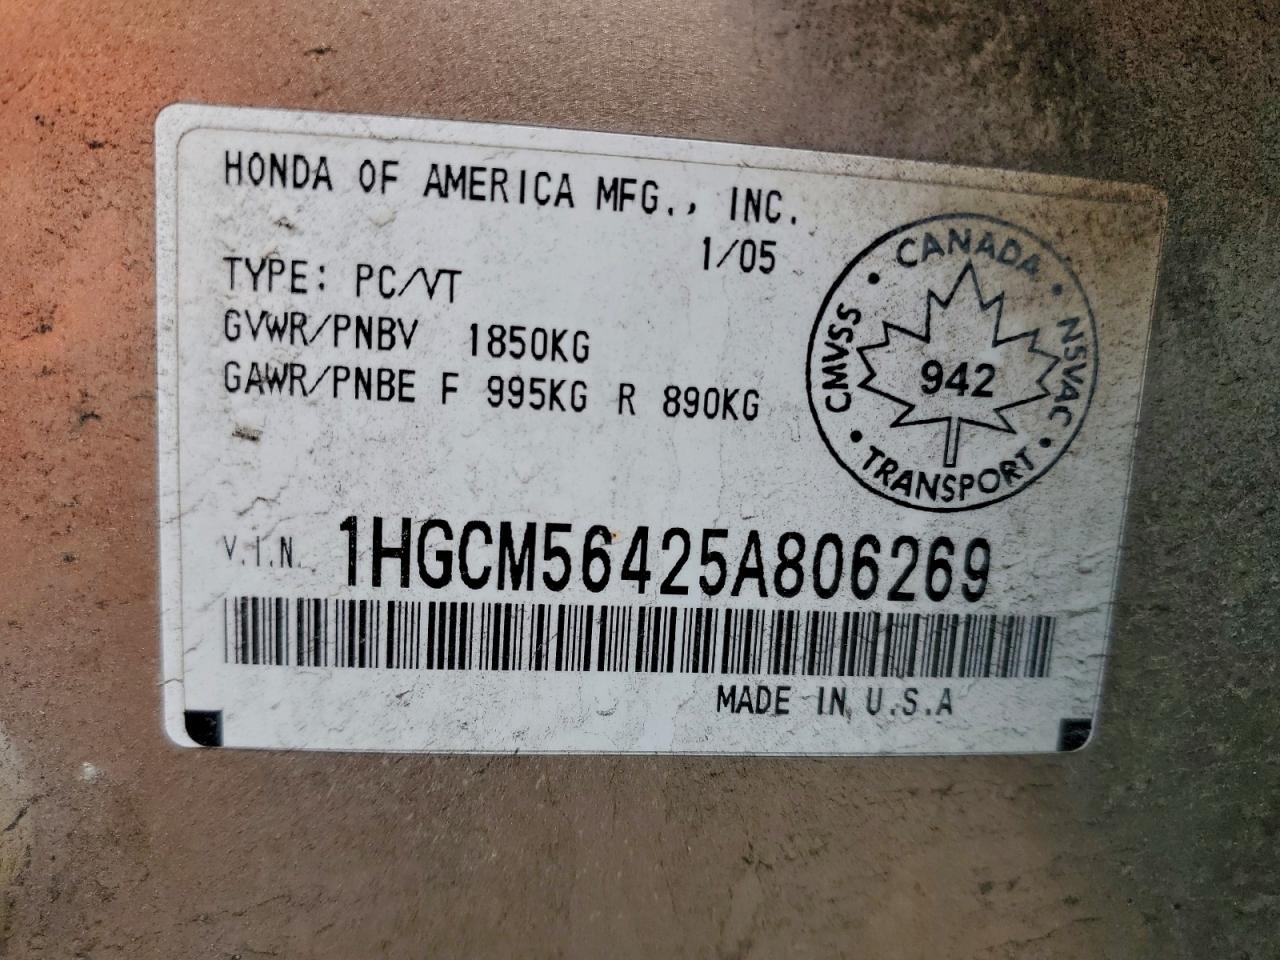 HONDA OF AMERICA MFG., INC.
1/05
TYPE: PC/VT
GVWR/PNBV 1850KG
GAWR/PNBE F 995KG R 890KG
CANADA • NSVAC • TRANSPORT • CMVSS •
942
V.I.N. 1HGCM56425A806269
MADE IN U.S.A